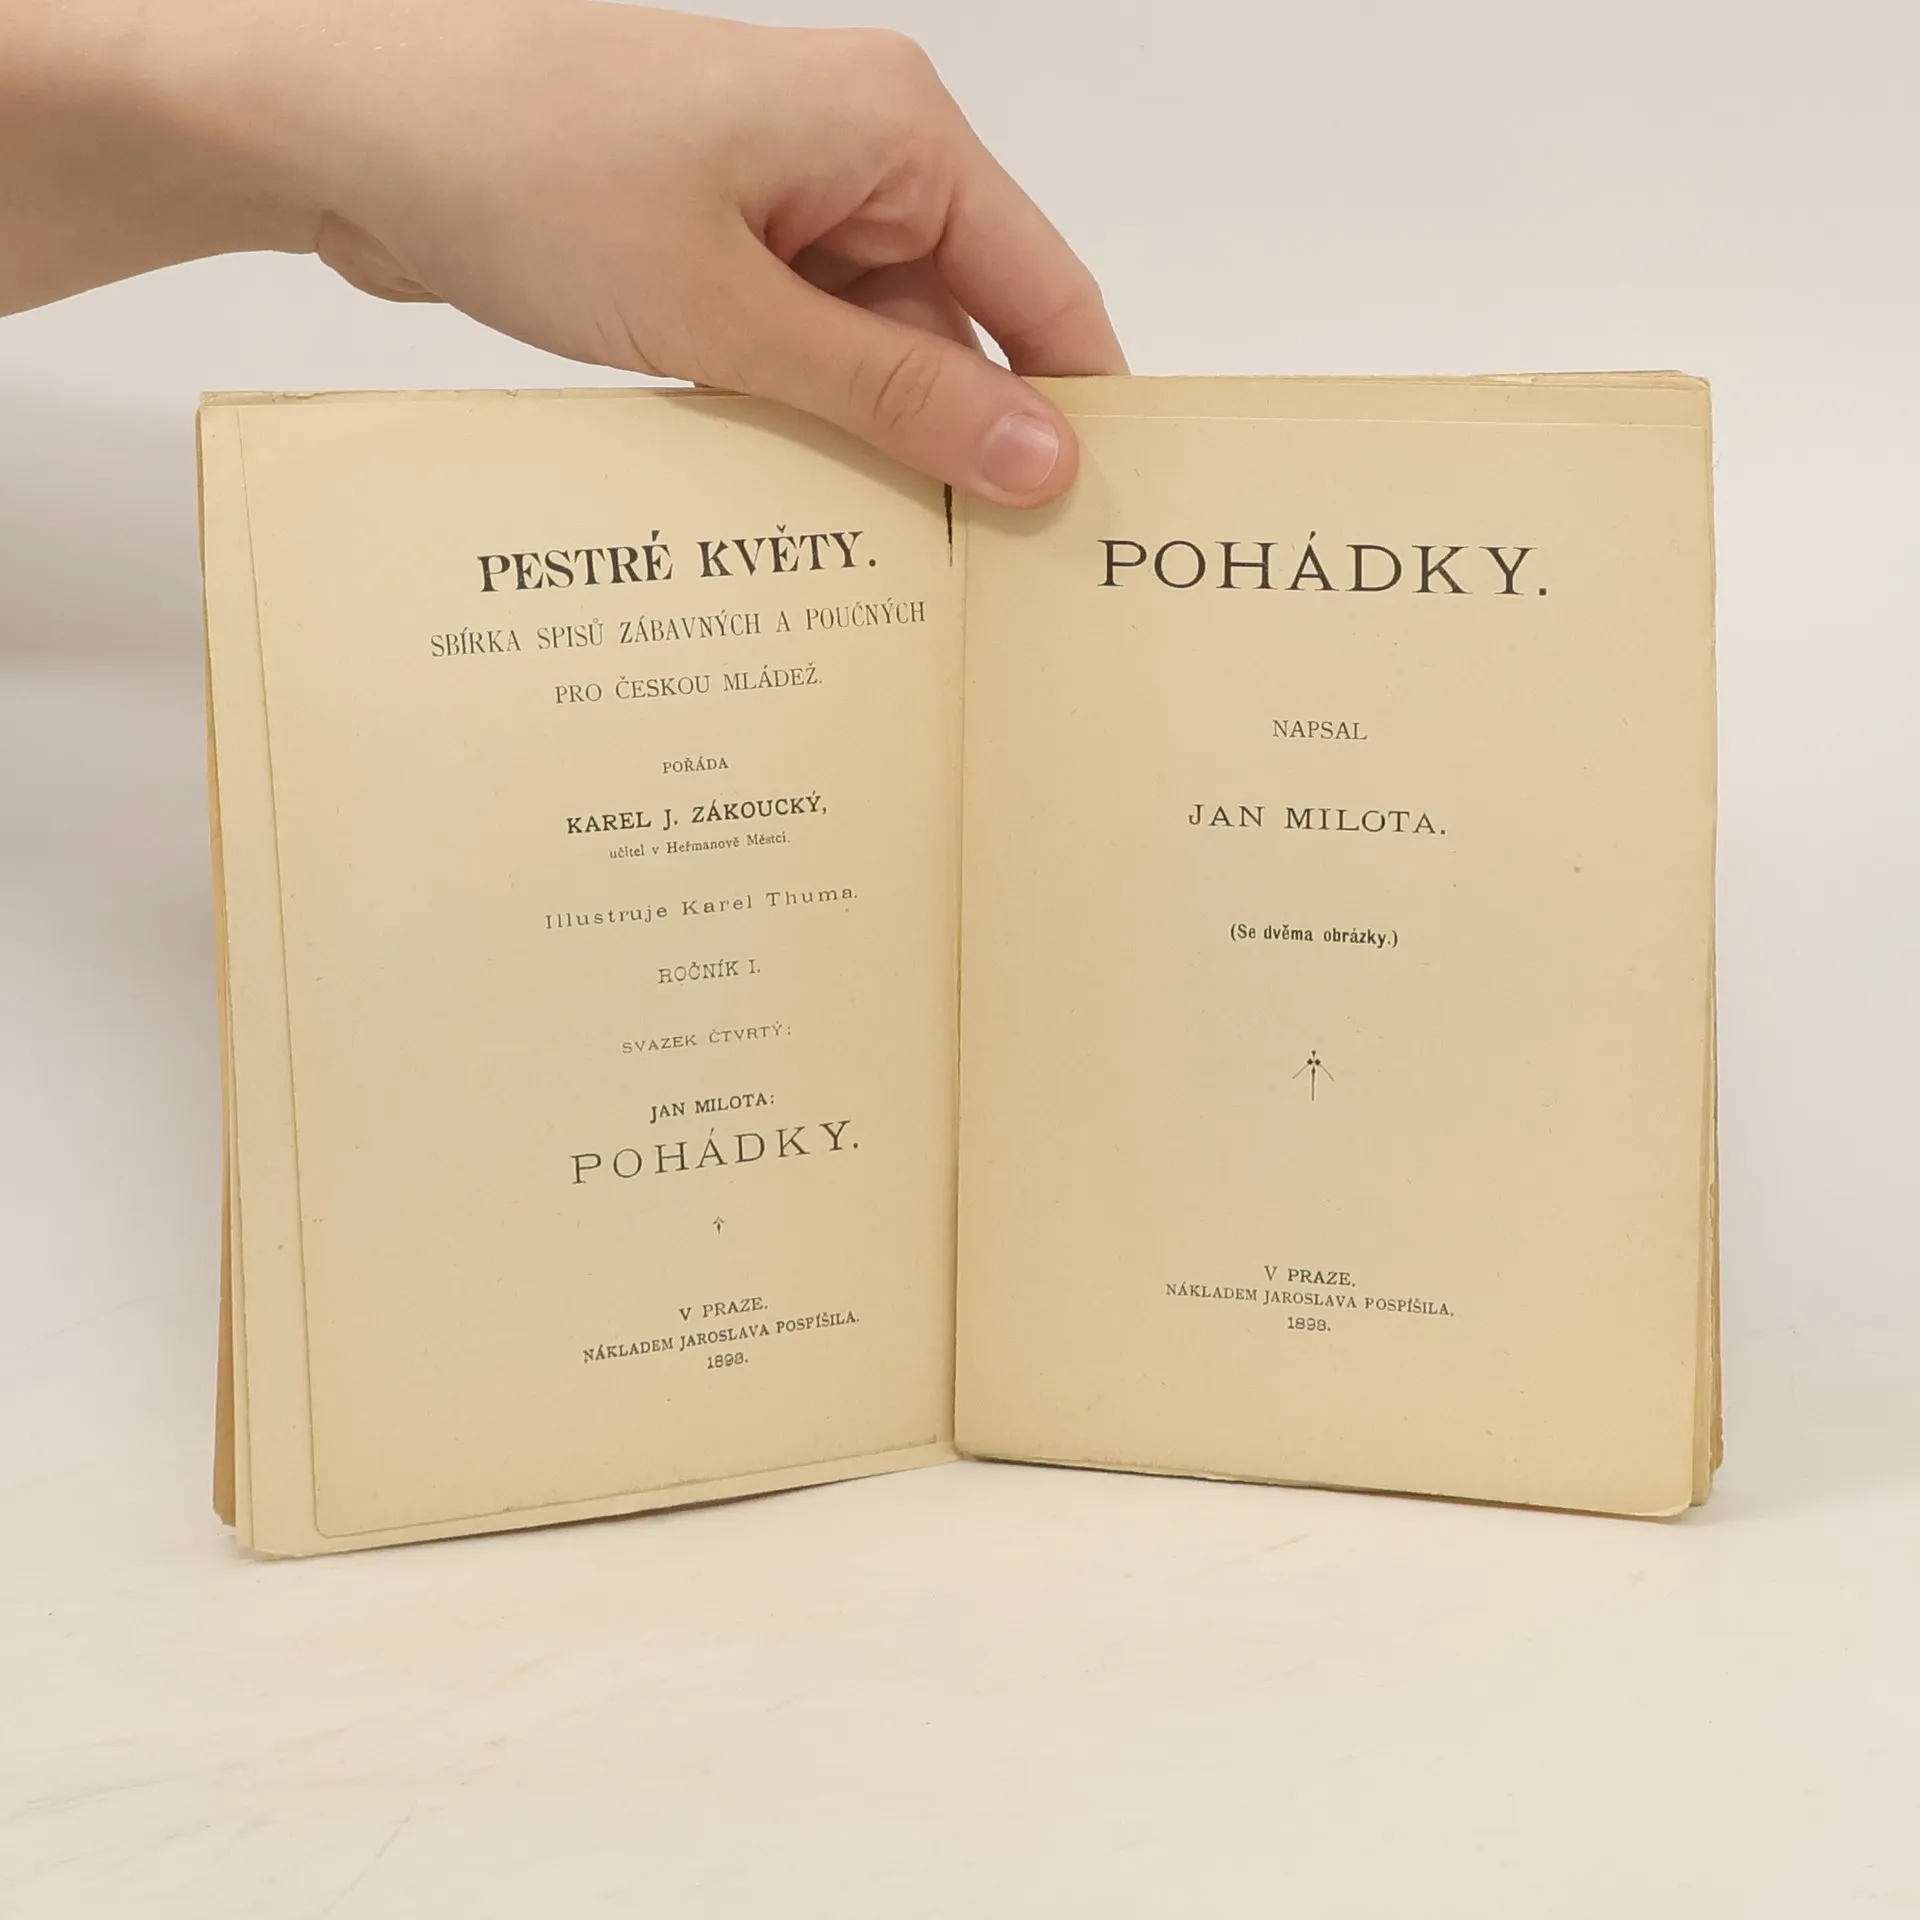 PESTRÉ KVĚTY.
SBÍRKA SPISŮ ZÁBAVNÝCH A POUČNÝCH
PRO ČESKOU MLÁDEŽ.
POŘÁDA
KAREL J. ZÁKOUCKÝ,
učitel v Heřmanově Městci.
Illustruje Karel Thuma.
ROČNÍK I.
SVAZEK ČTVRTÝ:
JAN MILOTA:
POHÁDKY.
V PRAZE.
NÁKLADEM JAROSLAVA POSPÍŠILA.
1898.
POHÁDKY.
NAPSAL
JAN MILOTA.
(Se dvěma obrázky.)
V PRAZE.
NÁKLADEM JAROSLAVA POSPÍŠILA.
1898.